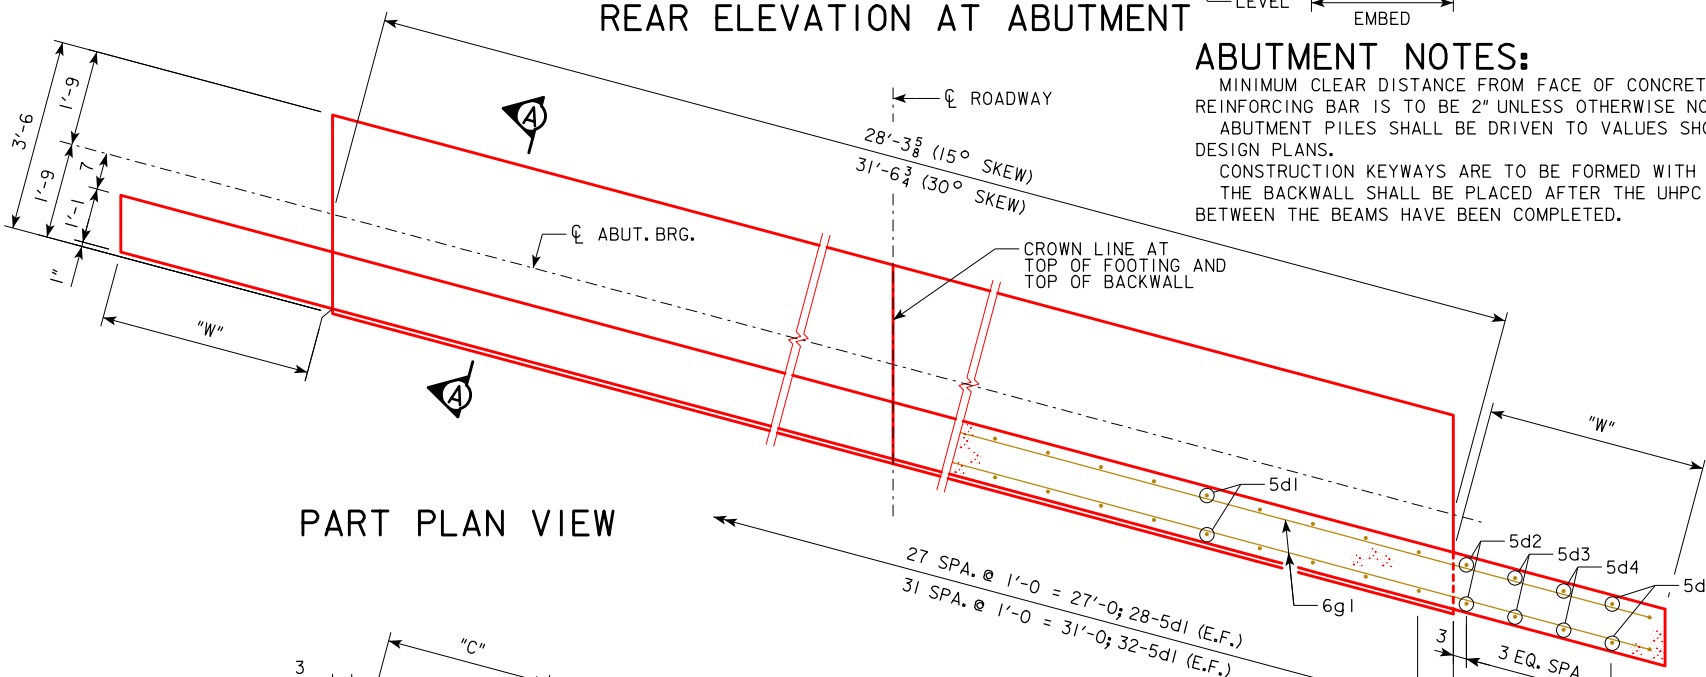 REAR ELEVATION AT ABUTMENT
LEVEL
EMBED
ABUTMENT NOTES:
MINIMUM CLEAR DISTANCE FROM FACE OF
REINFORCING BAR IS TO BE 2" UNLESS OTHERWISE
ABUTMENT PILES SHALL BE DRIVEN TO VALUES
DESIGN PLANS.
CONSTRUCTION KEYWAYS ARE TO BE FORMED WITH
THE BACKWALL SHALL BE PLACED AFTER THE UHPC
BETWEEN THE BEAMS HAVE BEEN COMPLETED.
℄ ROADWAY
28'-3⅝ (15° SKEW)
31'-6¾ (30° SKEW)
3'-6
1'-9
1'-9
7
1'-1
1"
A
℄ ABUT. BRG.
CROWN LINE AT
TOP OF FOOTING AND
TOP OF BACKWALL
"W"
A
"W"
5d1
5d2
5d3
5d4
6g1
PART PLAN VIEW
27 SPA. @ 1'-0 = 27'-0; 28-5d1 (E.F.)
31 SPA. @ 1'-0 = 31'-0; 32-5d1 (E.F.)
3
3 EQ. SPA
"C"
3